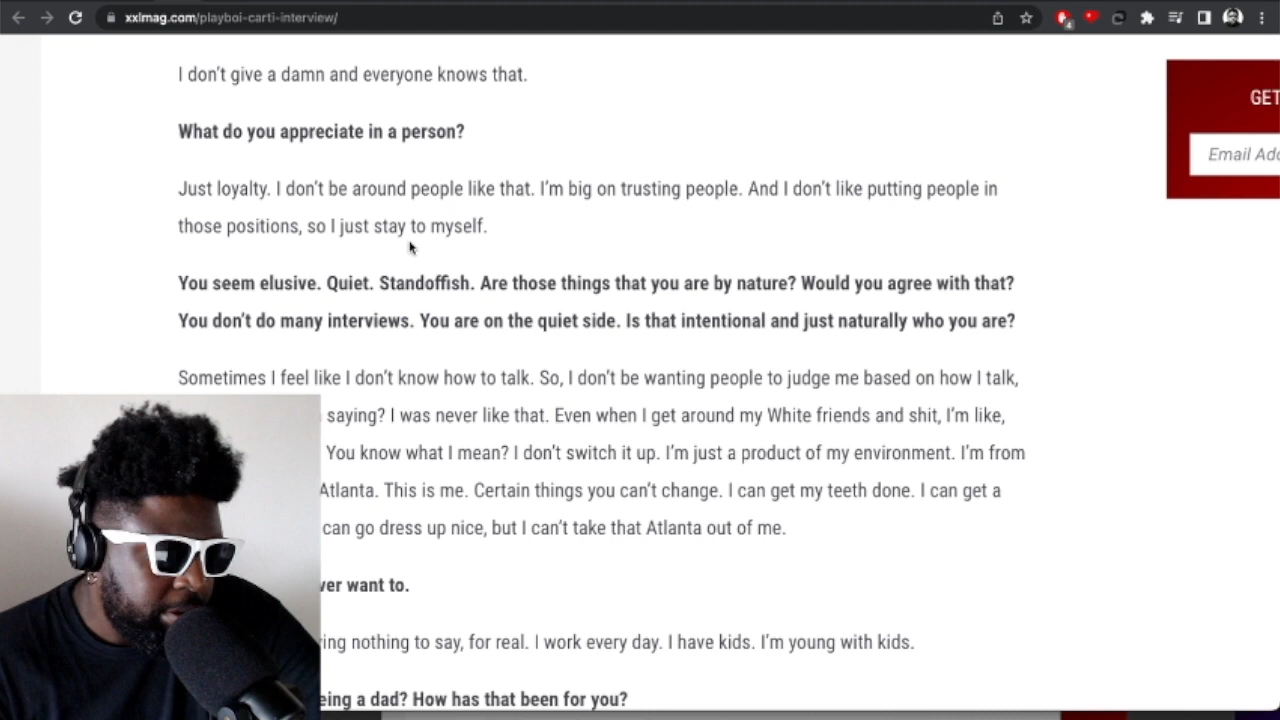 xxlmag.com/playboi-carti-interview/
4
I don't give a damn and everyone knows that.
GET
What do you appreciate in a person?
Email Add
Just loyalty. I don't be around people like that. I'm big on trusting people. And I don't like putting people in
those positions, so I just stay to myself.
You seem elusive. Quiet. Standoffish. Are those things that you are by nature? Would you agree with that?
You don't do many interviews. You are on the quiet side. Is that intentional and just naturally who you are?
Sometimes I feel like I don't know how to talk. So, I don't be wanting people to judge me based on how I talk,
saying? I was never like that. Even when I get around my White friends and shit, I'm like,
You know what I mean? I don't switch it up. I'm just a product of my environment. I'm from
Atlanta. This is me. Certain things you can't change. I can get my teeth done. I can get a
can go dress up nice, but I can't take that Atlanta out of me.
ver want to.
ing nothing to say, for real. I work every day. I have kids. I'm young with kids.
eing a dad? How has that been for you?